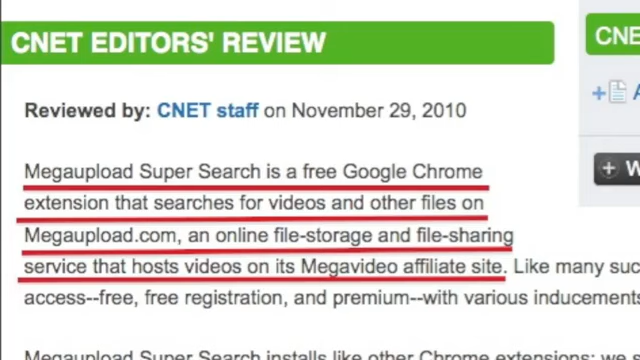 CNET EDITORS' REVIEW
CNE
Reviewed by: CNET staff on November 29, 2010
Megaupload Super Search is a free Google Chrome
extension that searches for videos and other files on
Megaupload.com, an online file-storage and file-sharing
service that hosts videos on its Megavideo affiliate site. Like many suc
access--free, free registration, and premium--with various inducements
Megaupload Super Search installs like other Chrome extensions; we s